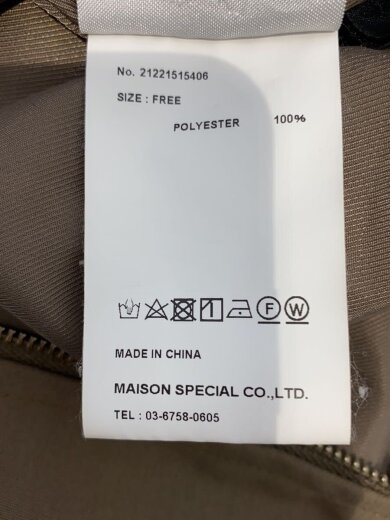 No. 21221515406
SIZE : FREE
POLYESTER 100%
F W
MADE IN CHINA
MAISON SPECIAL CO.,LTD.
TEL : 03-6758-0605